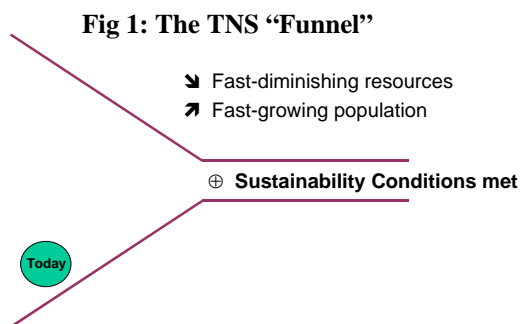 Fig 1: The TNS “Funnel”
➘ Fast-diminishing resources
➚ Fast-growing population
⊕ Sustainability Conditions met
Today